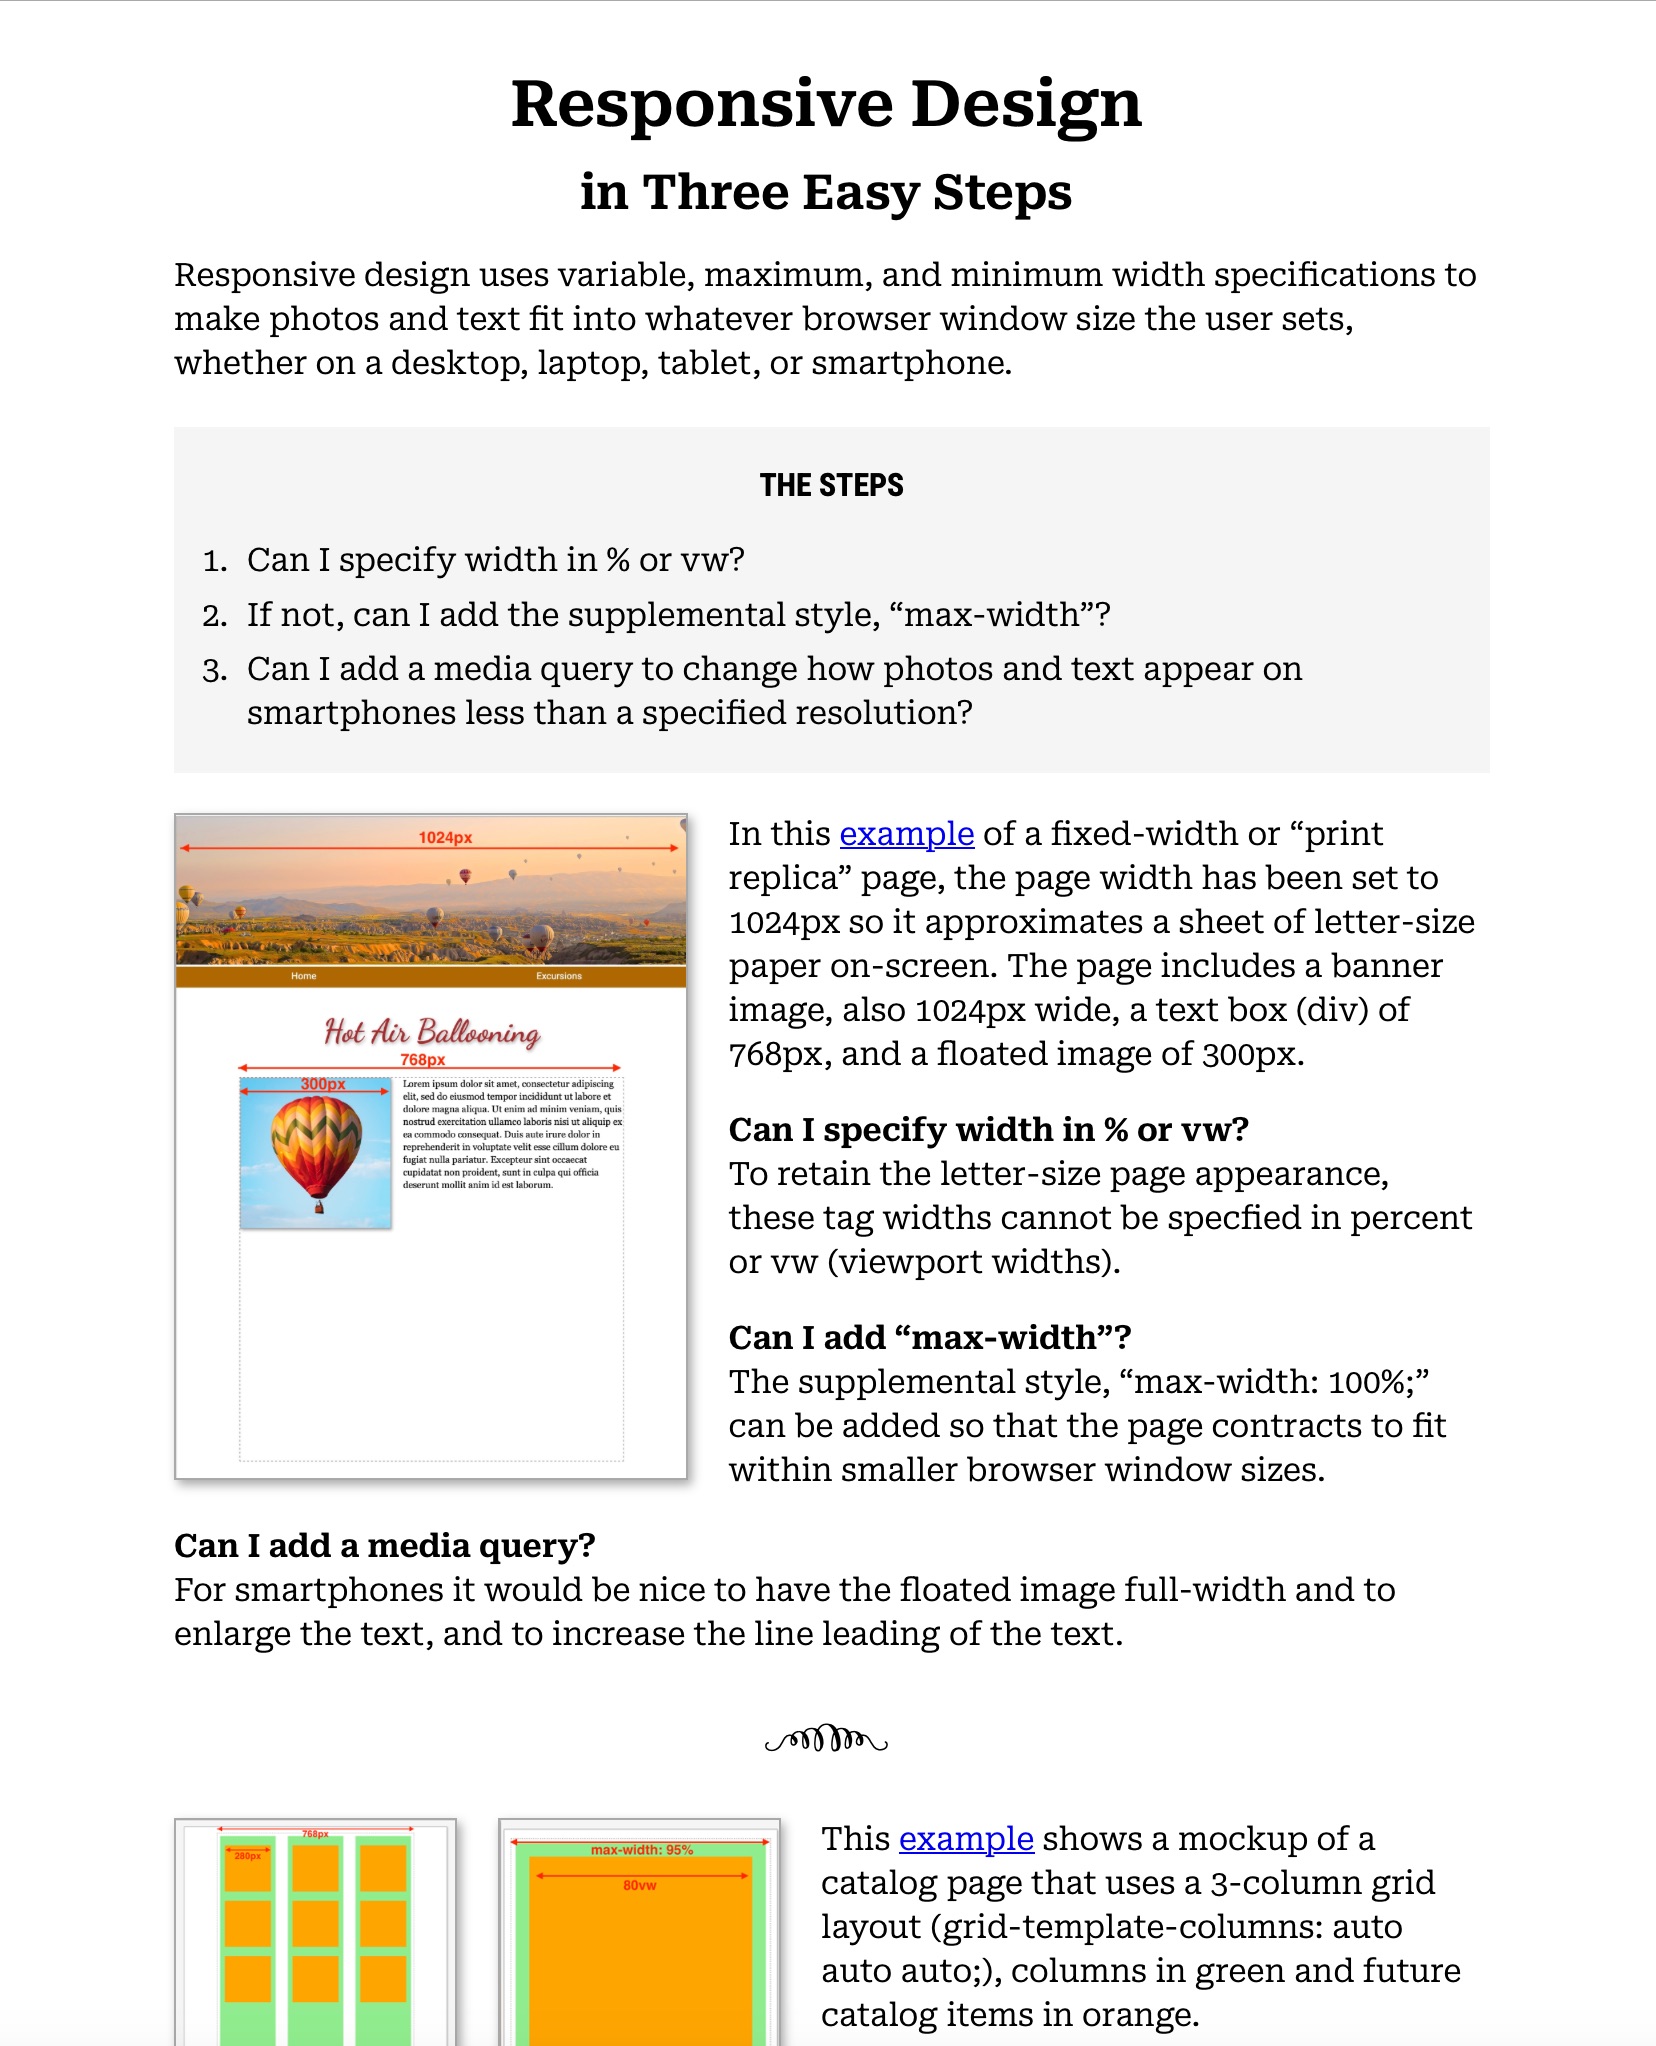 Responsive Design
in Three Easy Steps
Responsive design uses variable, maximum, and minimum width specifications to
make photos and text fit into whatever browser window size the user sets,
whether on a desktop, laptop, tablet, or smartphone.
THE STEPS
1. Can I specify width in % or vw?
2. If not, can I add the supplemental style, “max-width”?
3. Can I add a media query to change how photos and text appear on
smartphones less than a specified resolution?
1024px
Home Excursions
Hot Air Ballooning
768px
300px
Lorem ipsum dolor sit amet, consectetur adipiscing
elit, sed do eiusmod tempor incididunt ut labore et
dolore magna aliqua. Ut enim ad minim veniam, quis
nostrud exercitation ullamco laboris nisi ut aliquip ex
ea commodo consequat. Duis aute irure dolor in
reprehenderit in voluptate velit esse cillum dolore eu
fugiat nulla pariatur. Excepteur sint occaecat
cupidatat non proident, sunt in culpa qui officia
deserunt mollit anim id est laborum.
In this example of a fixed-width or “print
replica” page, the page width has been set to
1024px so it approximates a sheet of letter-size
paper on-screen. The page includes a banner
image, also 1024px wide, a text box (div) of
768px, and a floated image of 300px.
Can I specify width in % or vw?
To retain the letter-size page appearance,
these tag widths cannot be specfied in percent
or vw (viewport widths).
Can I add “max-width”?
The supplemental style, “max-width: 100%;”
can be added so that the page contracts to fit
within smaller browser window sizes.
Can I add a media query?
For smartphones it would be nice to have the floated image full-width and to
enlarge the text, and to increase the line leading of the text.
768px
280px
max-width: 95%
80vw
This example shows a mockup of a
catalog page that uses a 3-column grid
layout (grid-template-columns: auto
auto auto;), columns in green and future
catalog items in orange.